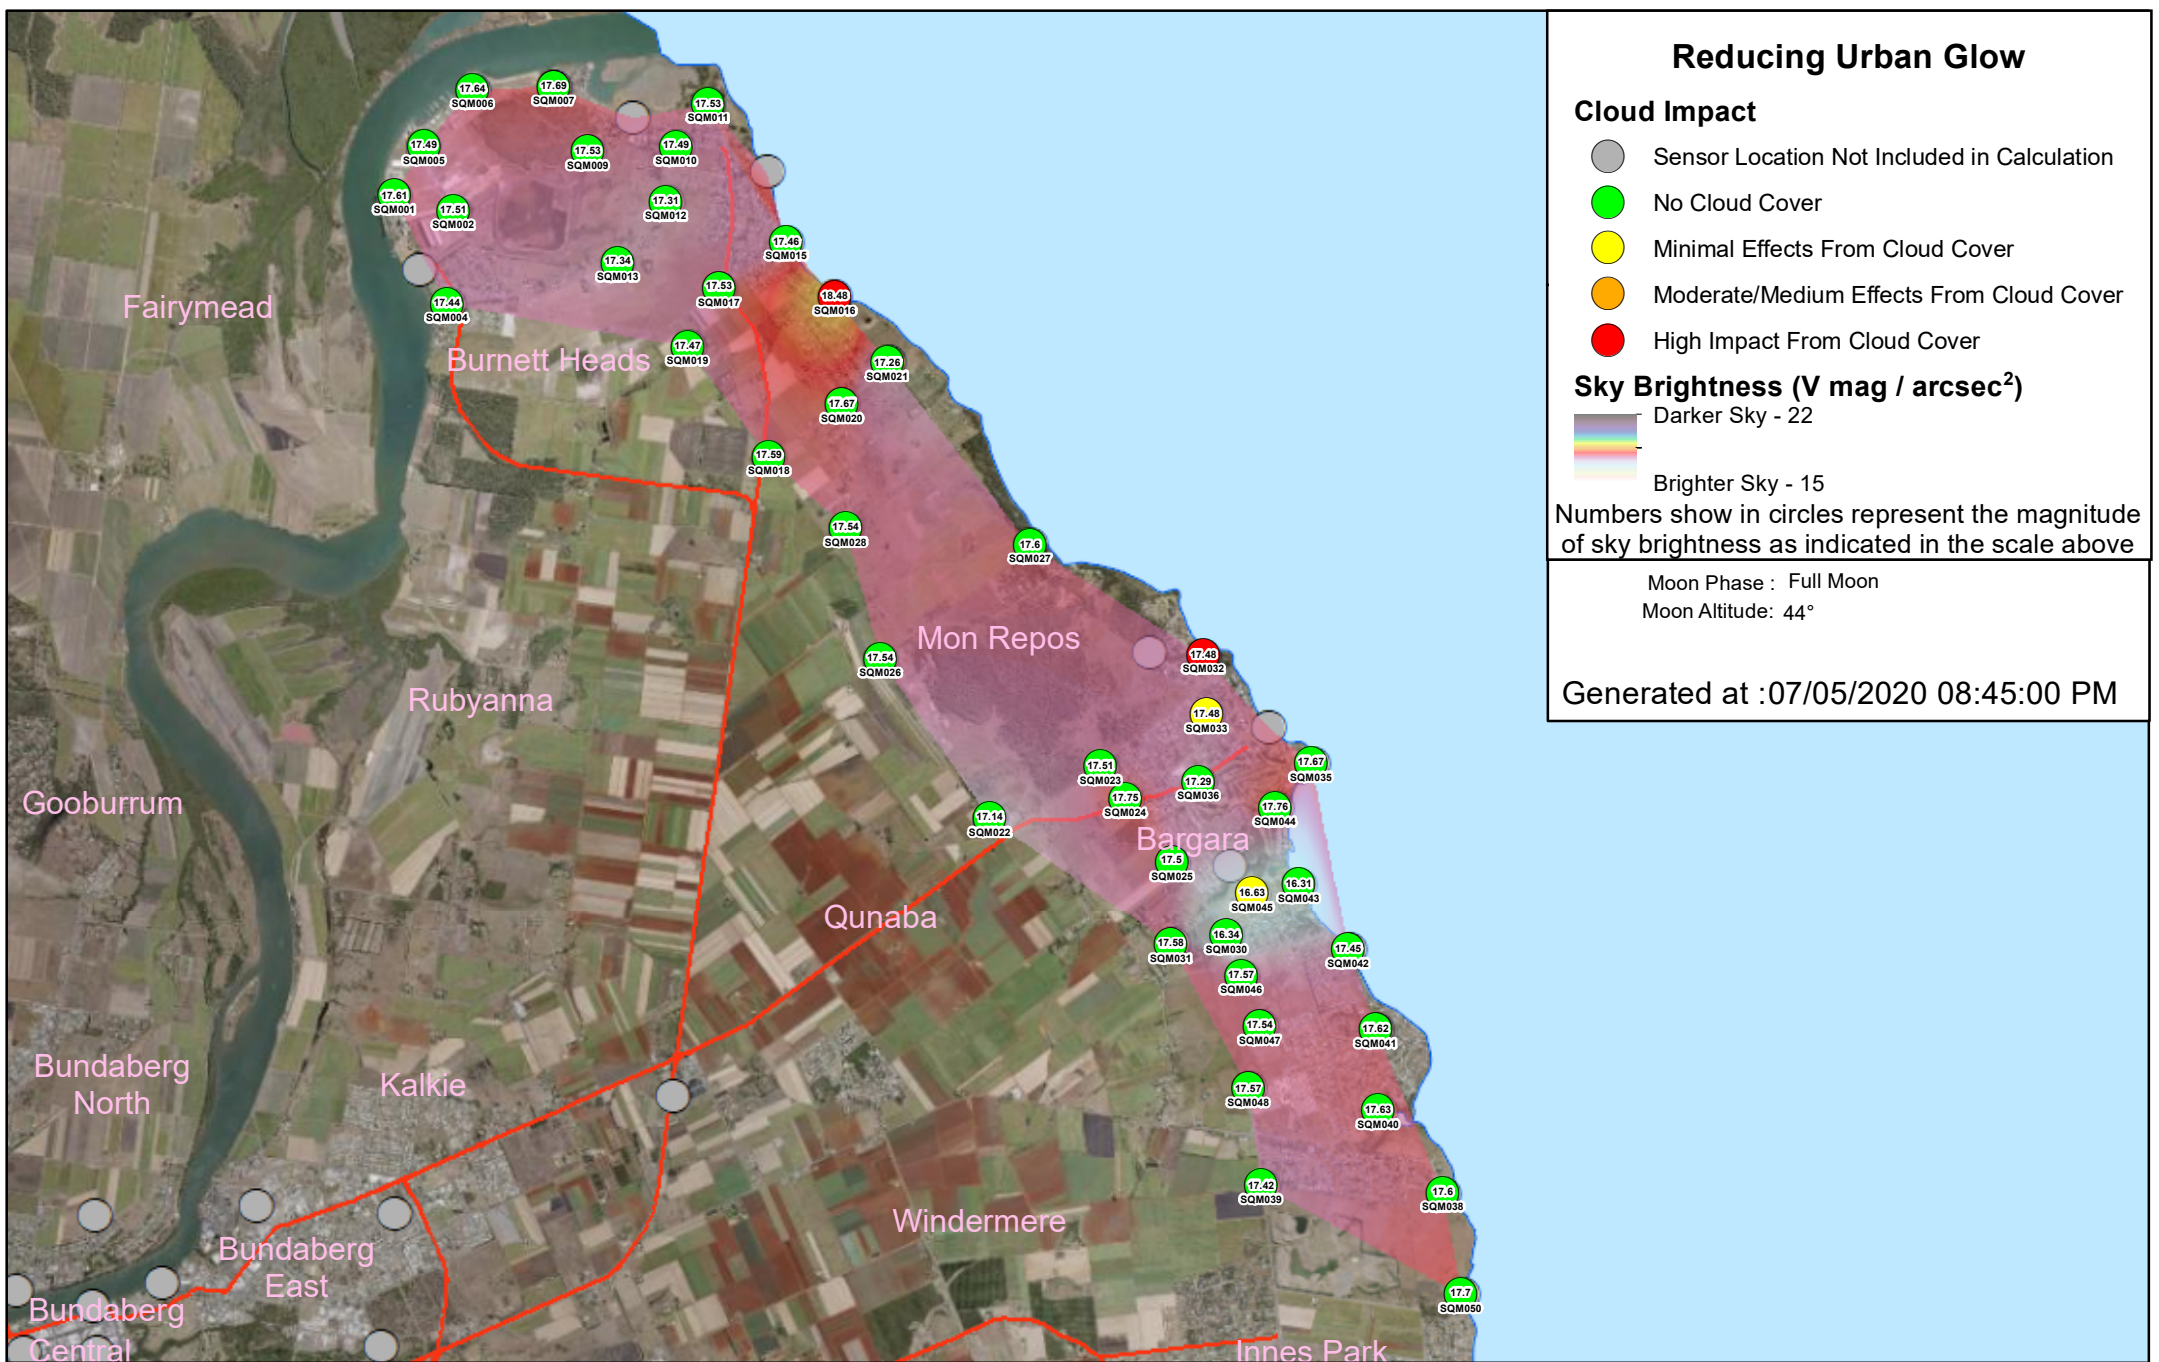 Reducing Urban Glow
Cloud Impact
Sensor Location Not Included in Calculation
No Cloud Cover
Minimal Effects From Cloud Cover
Moderate/Medium Effects From Cloud Cover
High Impact From Cloud Cover
Sky Brightness (V mag / arcsec²)
Darker Sky - 22
Brighter Sky - 15
Numbers show in circles represent the magnitude
of sky brightness as indicated in the scale above
Moon Phase : Full Moon
Moon Altitude: 44°
Generated at :07/05/2020 08:45:00 PM
17.64
SQM006
17.69
SQM007
17.53
SQM011
17.49
SQM005
17.53
SQM009
17.49
SQM010
17.61
SQM001
17.51
SQM002
17.31
SQM012
17.46
SQM015
17.34
SQM013
17.44
SQM004
17.53
SQM017
18.48
SQM016
Fairymead
Burnett Heads
17.47
SQM019
17.26
SQM021
17.67
SQM020
17.59
SQM018
17.54
SQM028
17.6
SQM027
Mon Repos
17.54
SQM026
17.48
SQM032
Rubyanna
17.48
SQM033
17.51
SQM023
17.29
SQM036
17.67
SQM035
17.75
SQM024
17.76
SQM044
Gooburrum
17.14
SQM022
Bargara
17.5
SQM025
16.63
SQM045
16.31
SQM043
Qunaba
17.58
SQM031
16.34
SQM030
17.45
SQM042
17.57
SQM046
17.54
SQM047
17.62
SQM041
Bundaberg
North
Kalkie
17.57
SQM048
17.63
SQM040
17.42
SQM039
17.6
SQM038
Windermere
Bundaberg
East
17.7
SQM050
Bundaberg
Central
Innes Park